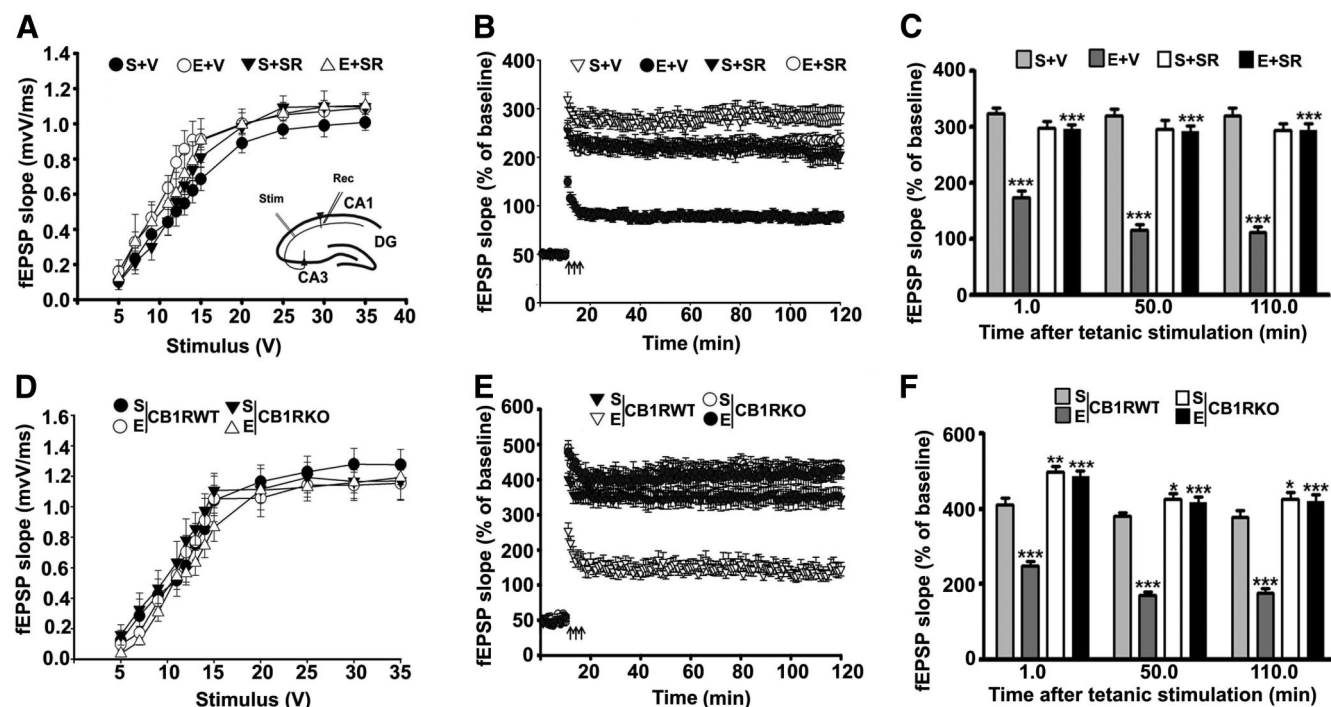 A
fEPSP slope (mvV/ms)
1.4
1.2
1.0
0.8
0.6
0.4
0.2
0.0
S+V E+V S+SR E+SR
Stim
Rec
CA1
DG
CA3
5 10 15 20 25 30 35 40
Stimulus (V)
B
fEPSP slope (% of baseline)
400
300
200
100
50
0
S+V E+V S+SR E+SR
0 20 40 60 80 100 120
Time (min)
C
fEPSP slope (% of baseline)
400
300
200
100
0
S+V E+V S+SR E+SR
*** ***
*** ***
*** ***
1.0 50.0 110.0
Time after tetanic stimulation (min)
D
fEPSP slope (mvV/ms)
1.6
1.4
1.2
1.0
0.8
0.6
0.4
0.2
0.0
S S
CB1RWT CB1RKO
E E
5 10 15 20 25 30 35
Stimulus (V)
E
fEPSP slope (% of baseline)
600
500
400
300
200
100
50
0
S S
CB1RWT CB1RKO
E E
0 20 40 60 80 100 120
Time (min)
F
fEPSP slope (% of baseline)
600
400
200
0
S S
CB1RWT CB1RKO
E E
*** ** ***
*** * ***
*** * ***
1.0 50.0 110.0
Time after tetanic stimulation (min)